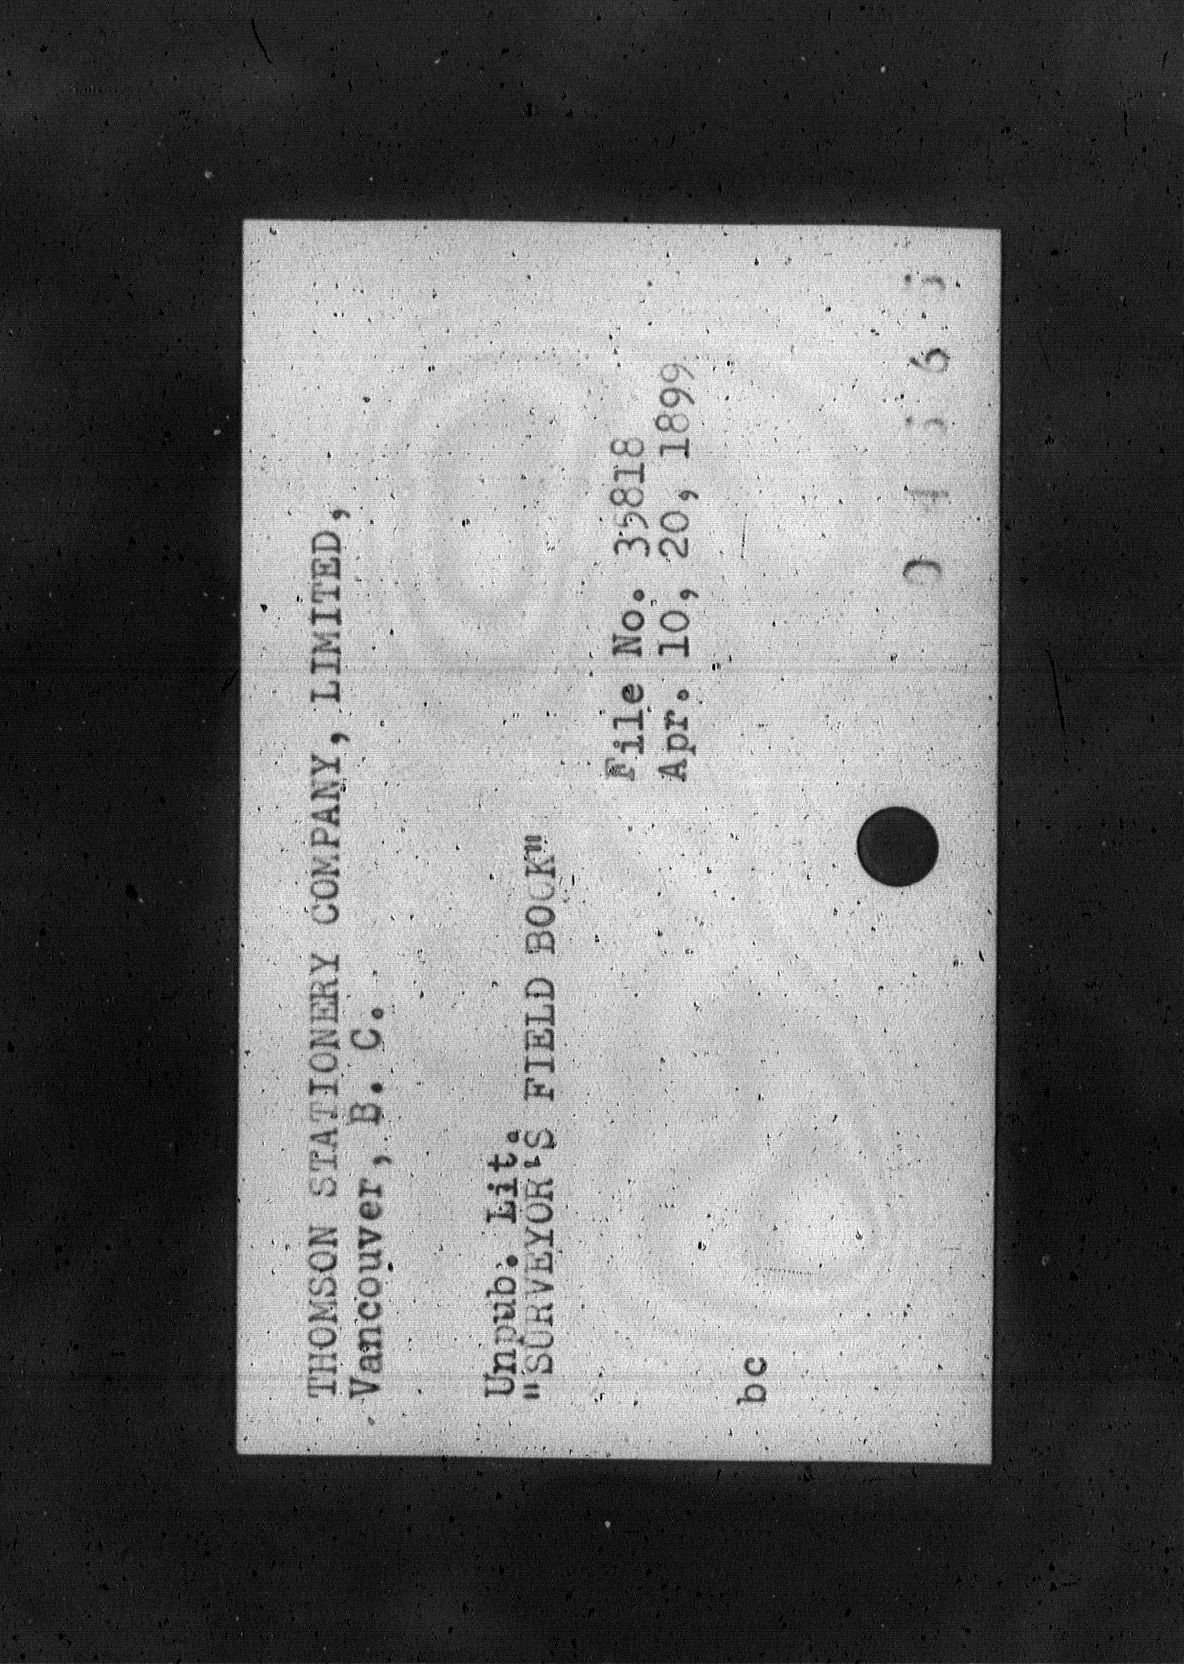 THOMSON STATIONERY COMPANY, LIMITED,
Vancouver, B. C.
Unpub. Lit.
"SURVEYOR'S FIELD BOOK"
File No. 35818
Apr. 10, 20, 1899
bc